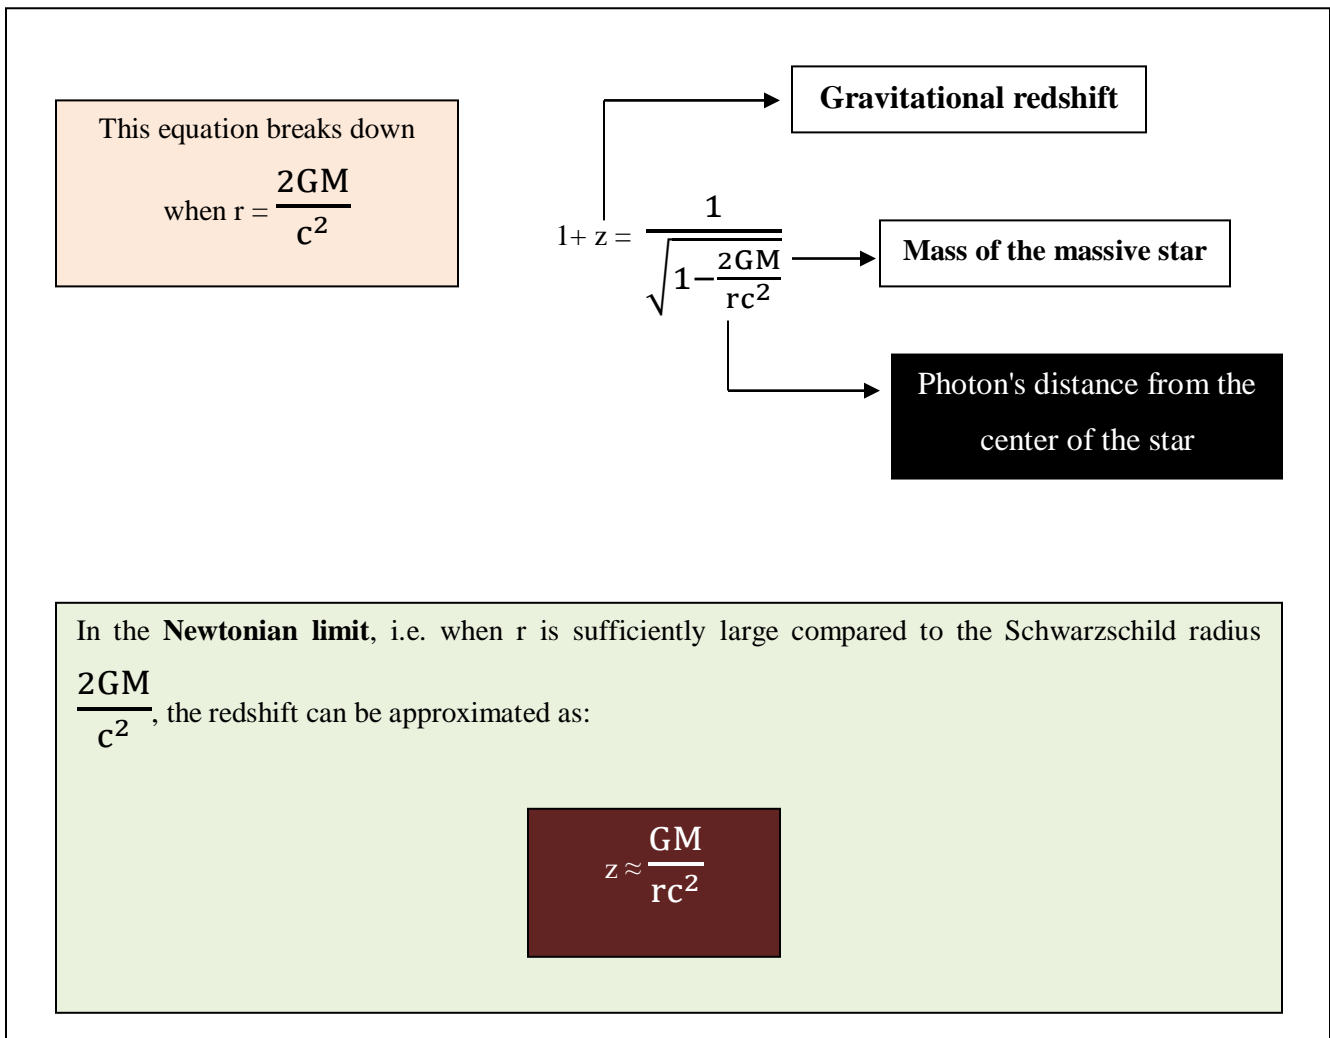 This equation breaks down
when r = 2GM/c²
Gravitational redshift
1+ z = 1/√(1−2GM/rc²)
Mass of the massive star
Photon's distance from the
center of the star
In the Newtonian limit, i.e. when r is sufficiently large compared to the Schwarzschild radius
2GM/c², the redshift can be approximated as:
z ≈ GM/rc²